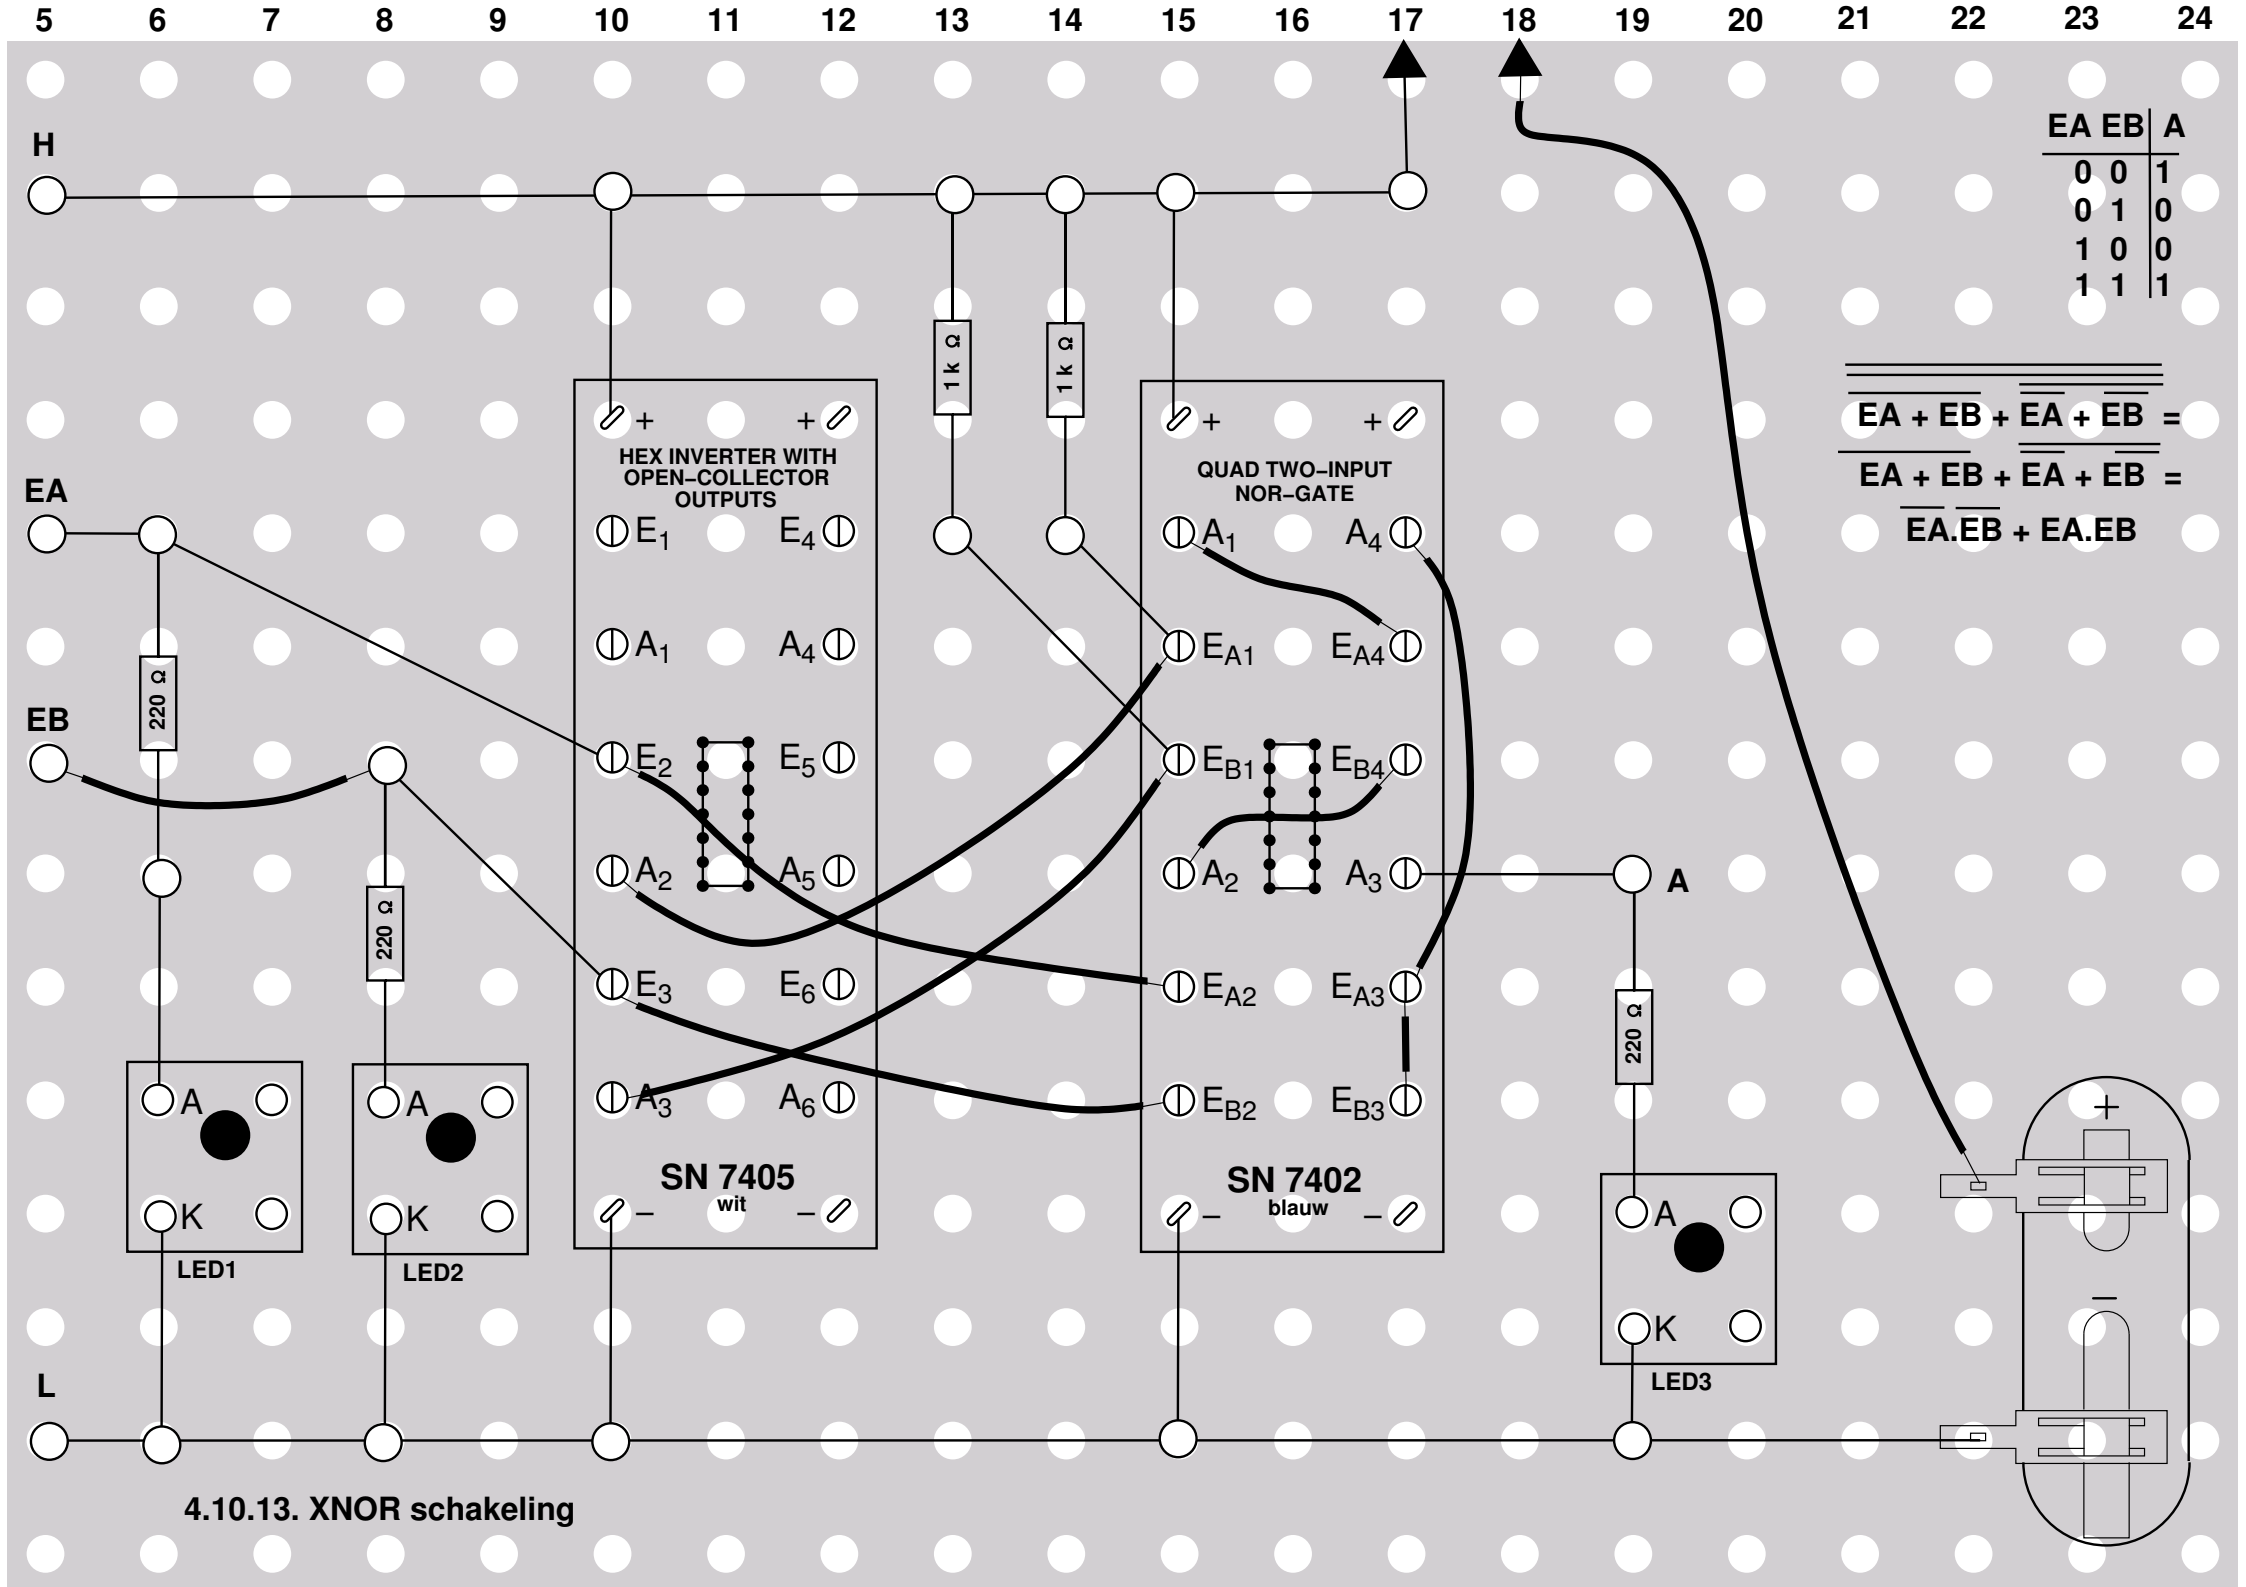 5 6 7 8 9 10 11 12 13 14 15 16 17 18 19 20 21 22 23 24
H
EA EB A
0 0 1
0 1 0
1 0 0
1 1 1
1 k Ω
1 k Ω
EA + EB + EA + EB =
EA + EB + EA + EB =
EA.EB + EA.EB
EA
EB
220 Ω
220 Ω
+ +
HEX INVERTER WITH
OPEN–COLLECTOR
OUTPUTS
E1 E4
A1 A4
E2 E5
A2 A5
E3 E6
A3 A6
SN 7405
wit
– –
+ +
QUAD TWO–INPUT
NOR–GATE
A1 A4
EA1 EA4
EB1 EB4
A2 A3
EA2 EA3
EB2 EB3
SN 7402
blauw
– –
A
220 Ω
A
K
LED1
A
K
LED2
A
K
LED3
+
–
L
4.10.13. XNOR schakeling